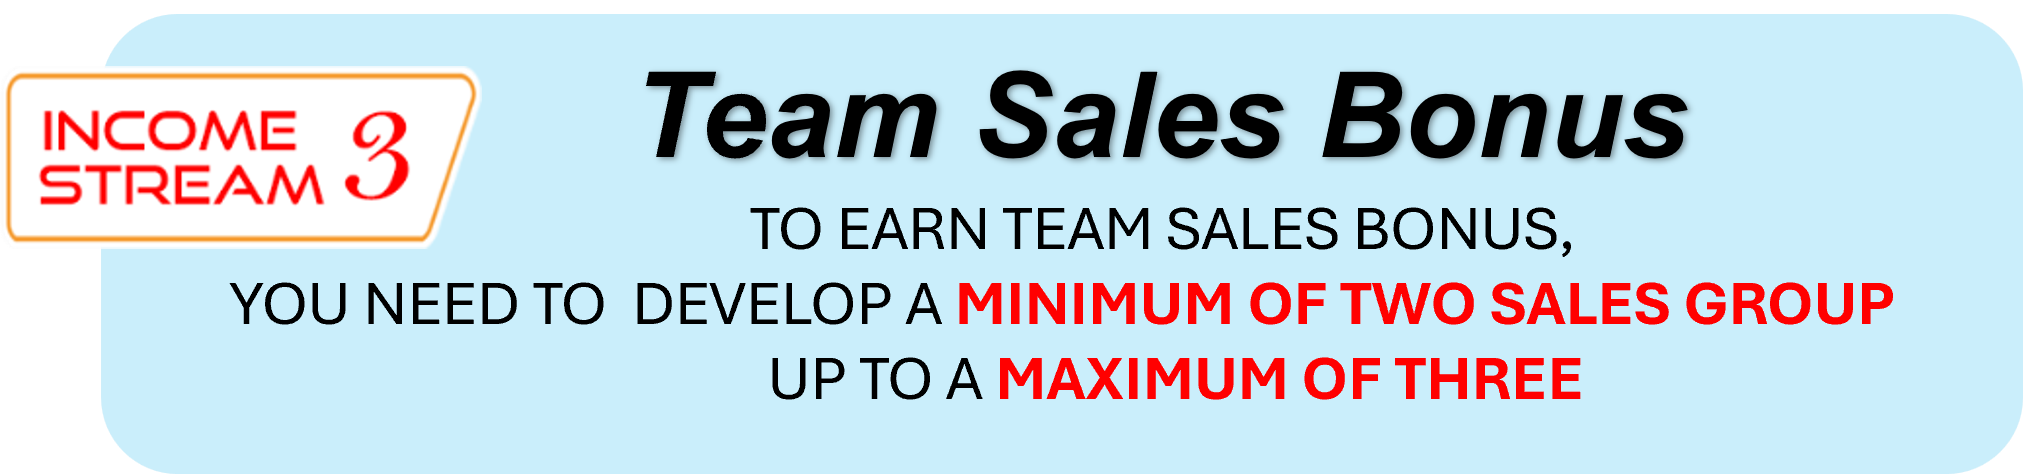 INCOME
STREAM 3
Team Sales Bonus
TO EARN TEAM SALES BONUS,
YOU NEED TO  DEVELOP A MINIMUM OF TWO SALES GROUP
UP TO A MAXIMUM OF THREE